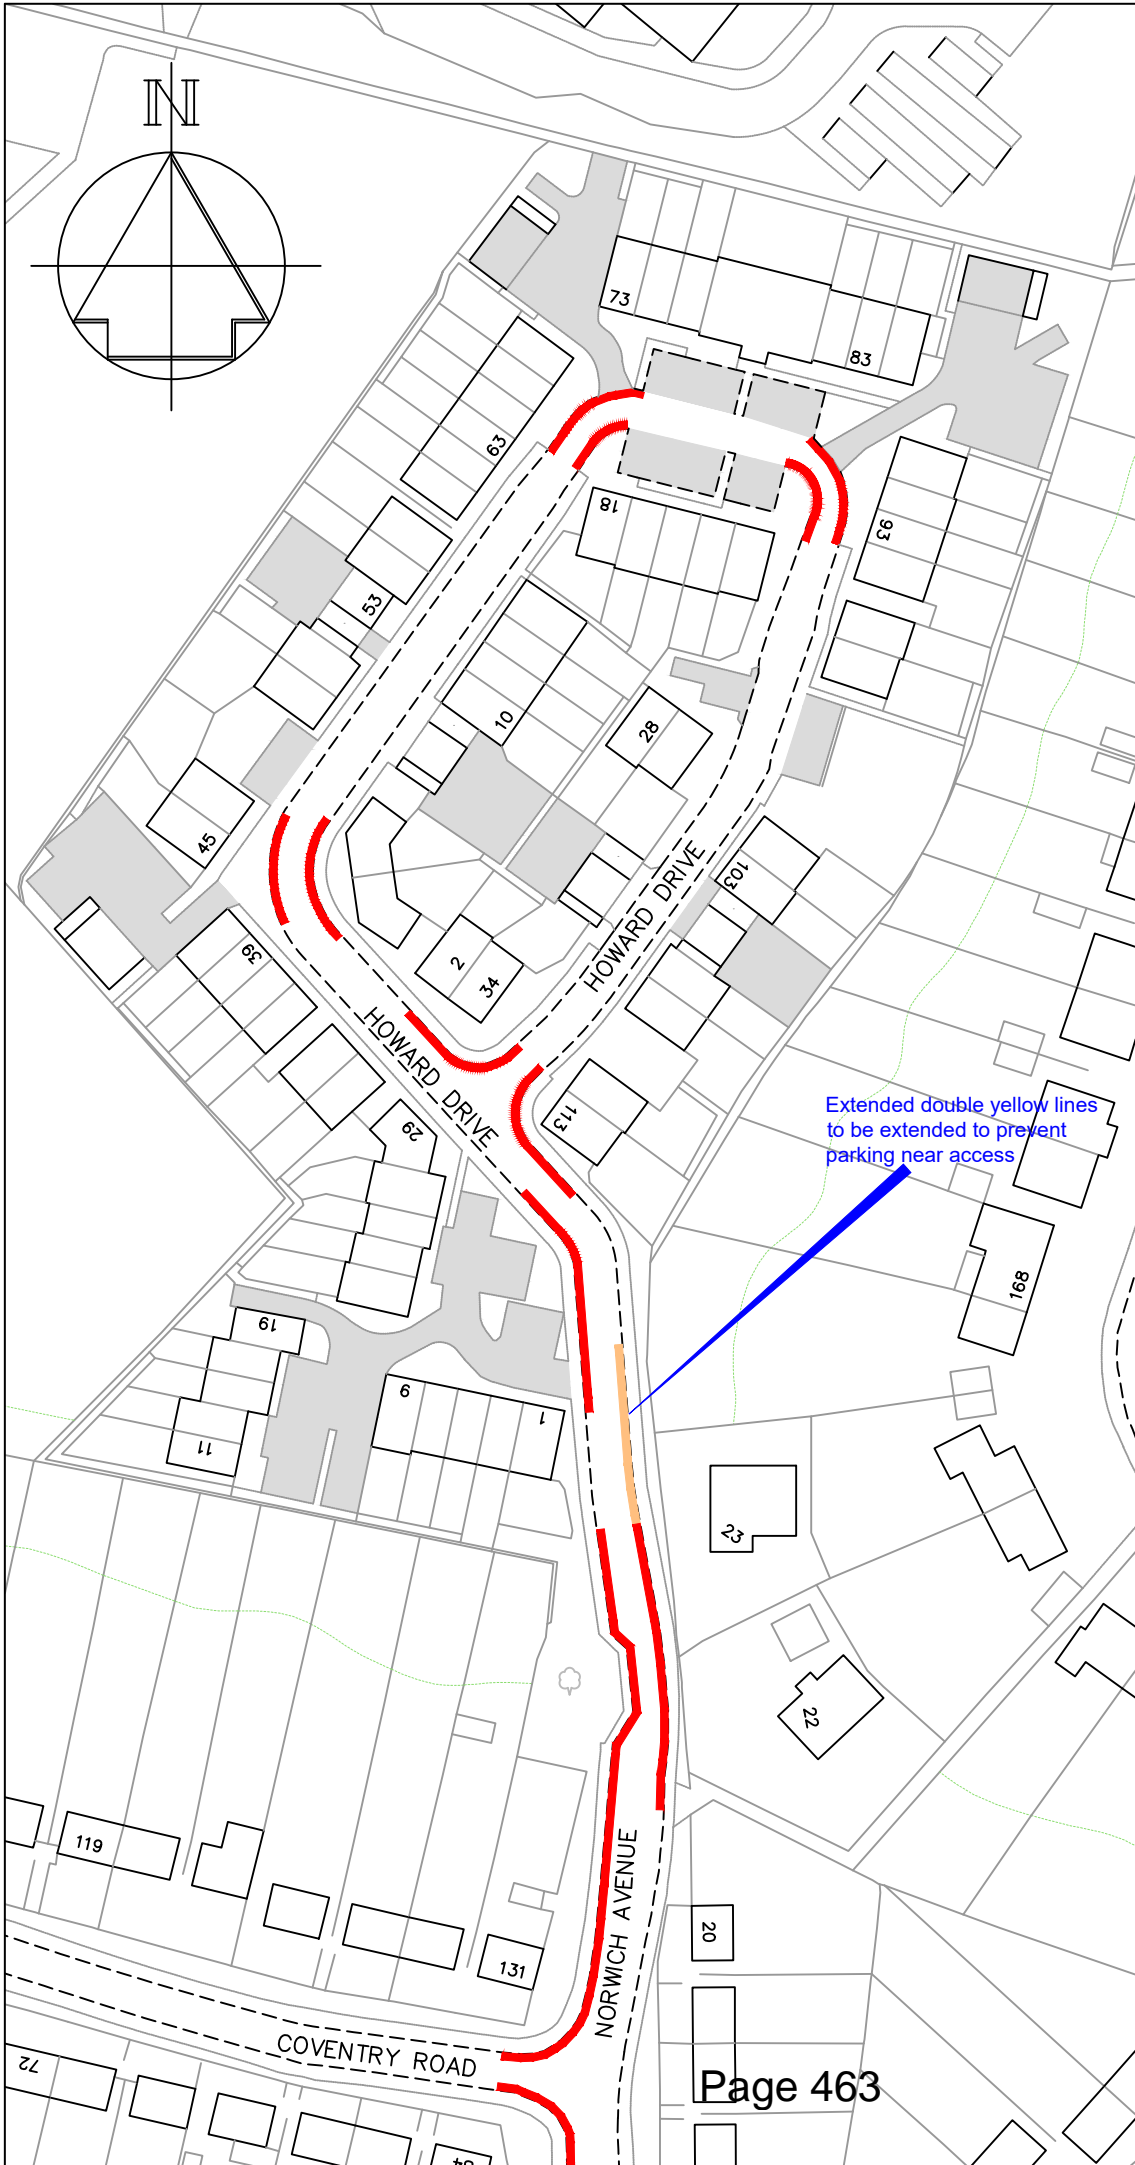 N
73
83
63
18
93
53
10
28
45
HOWARD DRIVE
103
39
2
34
HOWARD DRIVE
113
29
Extended double yellow lines
to be extended to prevent
parking near access
168
19
9
1
11
23
22
119
NORWICH AVENUE
20
131
COVENTRY ROAD
72
Page 463